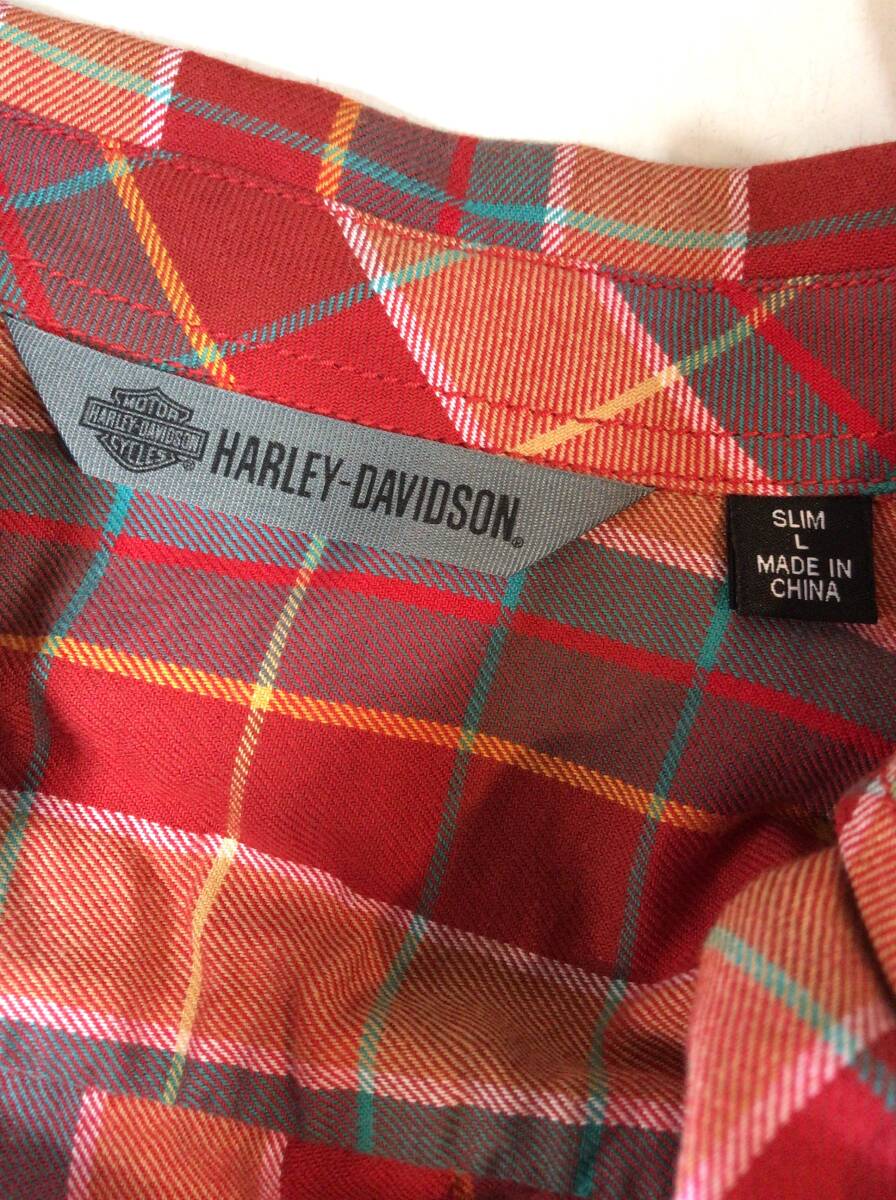 MOTOR
HARLEY-DAVIDSON
CYCLES®
HARLEY-DAVIDSON®
SLIM
L
MADE IN
CHINA